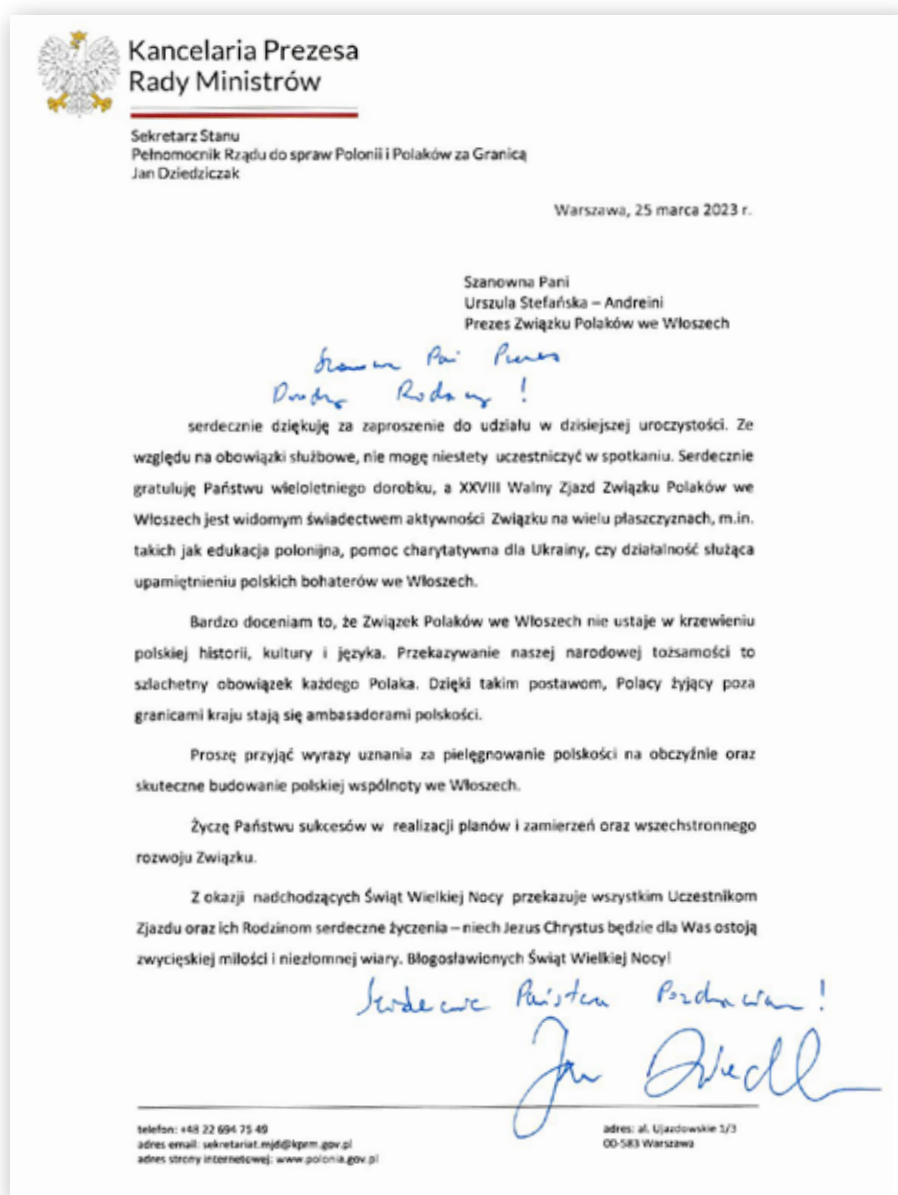 Kancelaria Prezesa
Rady Ministrów
Sekretarz Stanu
Pełnomocnik Rządu do spraw Polonii i Polaków za Granicą
Jan Dziedziczak
Warszawa, 25 marca 2023 r.
Szanowna Pani
Urszula Stefańska – Andreini
Prezes Związku Polaków we Włoszech
Szanowna Pani Prezes
Drodzy Rodacy !
serdecznie dziękuję za zaproszenie do udziału w dzisiejszej uroczystości. Ze
względu na obowiązki służbowe, nie mogę niestety uczestniczyć w spotkaniu. Serdecznie
gratuluję Państwu wieloletniego dorobku, a XXVIII Walny Zjazd Związku Polaków we
Włoszech jest widomym świadectwem aktywności Związku na wielu płaszczyznach, m.in.
takich jak edukacja polonijna, pomoc charytatywna dla Ukrainy, czy działalność służąca
upamiętnieniu polskich bohaterów we Włoszech.
Bardzo doceniam to, że Związek Polaków we Włoszech nie ustaje w krzewieniu
polskiej historii, kultury i języka. Przekazywanie naszej narodowej tożsamości to
szlachetny obowiązek każdego Polaka. Dzięki takim postawom, Polacy żyjący poza
granicami kraju stają się ambasadorami polskości.
Proszę przyjąć wyrazy uznania za pielęgnowanie polskości na obczyźnie oraz
skuteczne budowanie polskiej wspólnoty we Włoszech.
Życzę Państwu sukcesów w realizacji planów i zamierzeń oraz wszechstronnego
rozwoju Związku.
Z okazji nadchodzących Świąt Wielkiej Nocy przekazuje wszystkim Uczestnikom
Zjazdu oraz ich Rodzinom serdeczne życzenia – niech Jezus Chrystus będzie dla Was ostoją
zwycięskiej miłości i niezłomnej wiary. Błogosławionych Świąt Wielkiej Nocy!
Serdecznie Państwa Pozdrawiam !
Jan
telefon: +48 22 694 75 49
adres email: sekretariat.mjd@kprm.gov.pl
adres strony internetowej: www.polonia.gov.pl
adres: al. Ujazdowskie 1/3
00-583 Warszawa